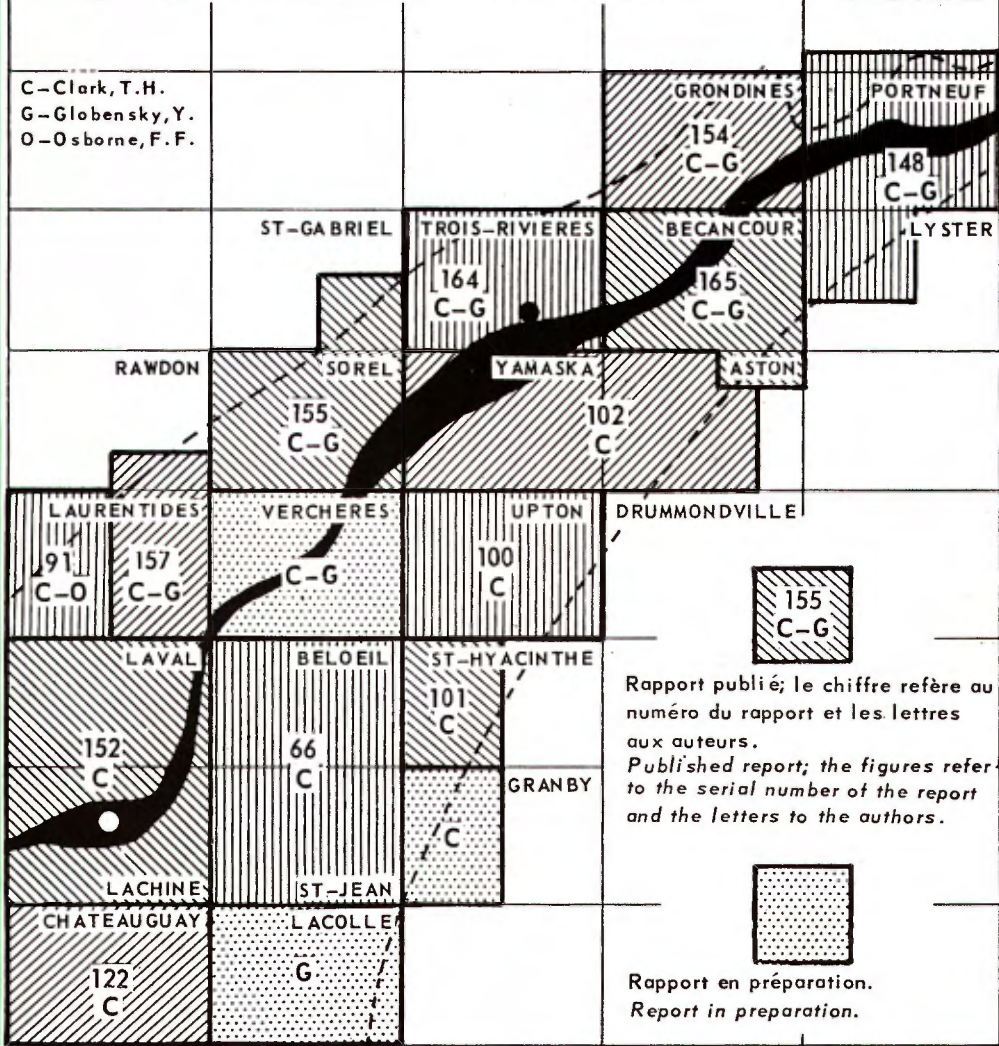 C-Clark, T.H.
G-Globensky, Y.
O-Osborne, F.F.
GRONDINES
PORTNEUF
154
C-G
148
C-G
ST-GABRIEL
TROIS-RIVIERES
BECANCOUR
LYSTER
164
C-G
165
C-G
RAWDON
SOREL
YAMASKA
ASTON
155
C-G
102
C
LAURENTIDES
VERCHERES
UPTON
DRUMMONDVILLE
91
C-O
157
C-G
C-G
100
C
155
C-G
LAVAL
BELOEIL
ST-HYACINTHE
101
C
Rapport publié; le chiffre refère au
numéro du rapport et les lettres
aux auteurs.
Published report; the figures refer
to the serial number of the report
and the letters to the authors.
152
C
66
C
GRANBY
C
LACHINE
ST-JEAN
CHATEAUGUAY
LACOLLE
122
C
G
Rapport en préparation.
Report in preparation.